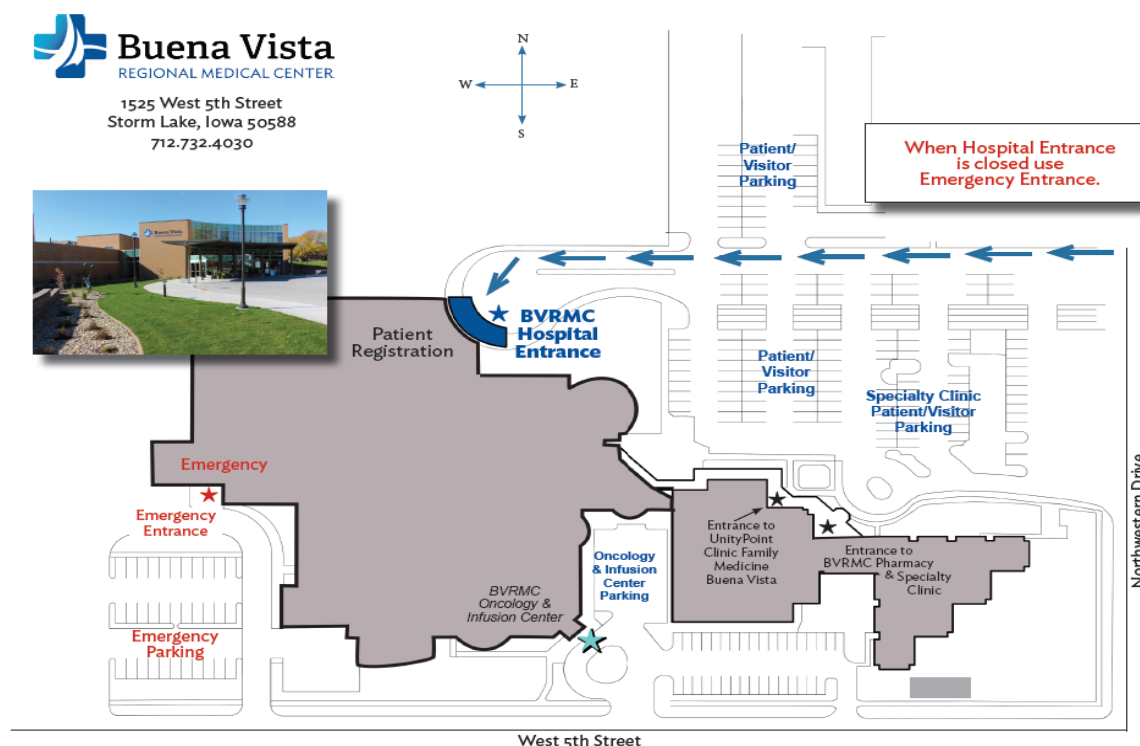 Buena Vista
REGIONAL MEDICAL CENTER
1525 West 5th Street
Storm Lake, Iowa 50588
712.732.4030
N
W
E
S
Patient/
Visitor
Parking
When Hospital Entrance
is closed use
Emergency Entrance.
Buena Vista
BVRMC
Hospital
Entrance
Patient
Registration
Patient/
Visitor
Parking
Specialty Clinic
Patient/Visitor
Parking
Northwestern Drive
Emergency
Emergency
Entrance
Entrance to
UnityPoint
Clinic Family
Medicine
Buena Vista
Entrance to
BVRMC Pharmacy
& Specialty
Clinic
Oncology
& Infusion
Center
Parking
BVRMC
Oncology &
Infusion Center
Emergency
Parking
West 5th Street